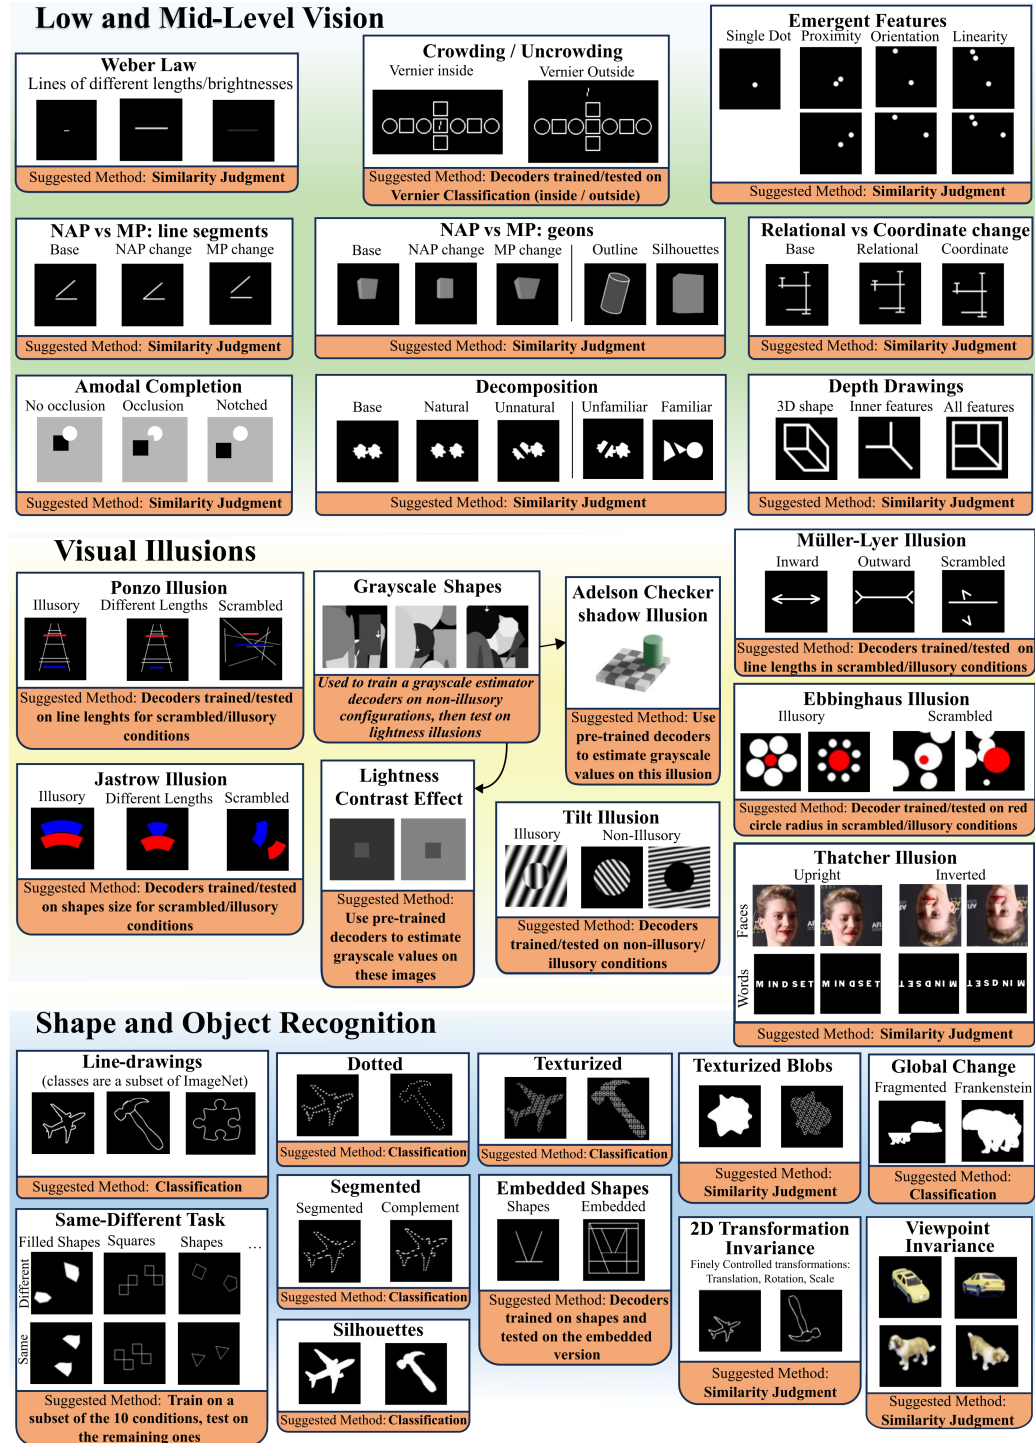 Low and Mid-Level Vision
Weber Law
Lines of different lengths/brightnesses
Suggested Method: Similarity Judgment
Crowding / Uncrowding
Vernier inside
Vernier Outside
Suggested Method: Decoders trained/tested on
Vernier Classification (inside / outside)
Emergent Features
Single Dot Proximity Orientation Linearity
Suggested Method: Similarity Judgment
NAP vs MP: line segments
Base NAP change MP change
Suggested Method: Similarity Judgment
NAP vs MP: geons
Base NAP change MP change Outline Silhouettes
Suggested Method: Similarity Judgment
Relational vs Coordinate change
Base Relational Coordinate
Suggested Method: Similarity Judgment
Amodal Completion
No occlusion Occlusion Notched
Suggested Method: Similarity Judgment
Decomposition
Base Natural Unnatural Unfamiliar Familiar
Suggested Method: Similarity Judgment
Depth Drawings
3D shape Inner features All features
Suggested Method: Similarity Judgment
Visual Illusions
Ponzo Illusion
Illusory Different Lengths Scrambled
Suggested Method: Decoders trained/tested
on line lenghts for scrambled/illusory
conditions
Grayscale Shapes
Used to train a grayscale estimator
decoders on non-illusory
configurations, then test on
lightness illusions
Adelson Checker
shadow Illusion
Suggested Method: Use
pre-trained decoders
to estimate grayscale
values on this illusion
Müller-Lyer Illusion
Inward Outward Scrambled
Suggested Method: Decoders trained/tested on
line lengths in scrambled/illusory conditions
Ebbinghaus Illusion
Illusory Scrambled
Suggested Method: Decoder trained/tested on red
circle radius in scrambled/illusory conditions
Jastrow Illusion
Illusory Different Lengths Scrambled
Suggested Method: Decoders trained/tested
on shapes size for scrambled/illusory
conditions
Lightness
Contrast Effect
Suggested Method:
Use pre-trained
decoders to estimate
grayscale values on
these images
Tilt Illusion
Illusory Non-Illusory
Suggested Method: Decoders
trained/tested on non-illusory/
illusory conditions
Thatcher Illusion
Upright Inverted
Faces
Words
MINDSET MINDSET MINDSET MINDSET
Suggested Method: Similarity Judgment
Shape and Object Recognition
Line-drawings
(classes are a subset of ImageNet)
Suggested Method: Classification
Dotted
Suggested Method: Classification
Texturized
Suggested Method: Classification
Texturized Blobs
Suggested Method:
Similarity Judgment
Global Change
Fragmented Frankenstein
Suggested Method:
Classification
Same-Different Task
Filled Shapes Squares Shapes ...
Different
Same
Suggested Method: Train on a
subset of the 10 conditions, test on
the remaining ones
Segmented
Segmented Complement
Suggested Method: Classification
Silhouettes
Suggested Method: Classification
Embedded Shapes
Shapes Embedded
Suggested Method: Decoders
trained on shapes and
tested on the embedded
version
2D Transformation
Invariance
Finely Controlled transformations:
Translation, Rotation, Scale
Suggested Method:
Similarity Judgment
Viewpoint
Invariance
Suggested Method:
Similarity Judgment